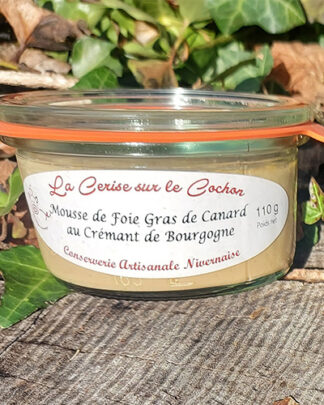 La Cerise sur le Cochon
Mousse de Foie Gras de Canard
au Crémant de Bourgogne
110 g
Poids Net
Conserverie Artisanale Nivernaise